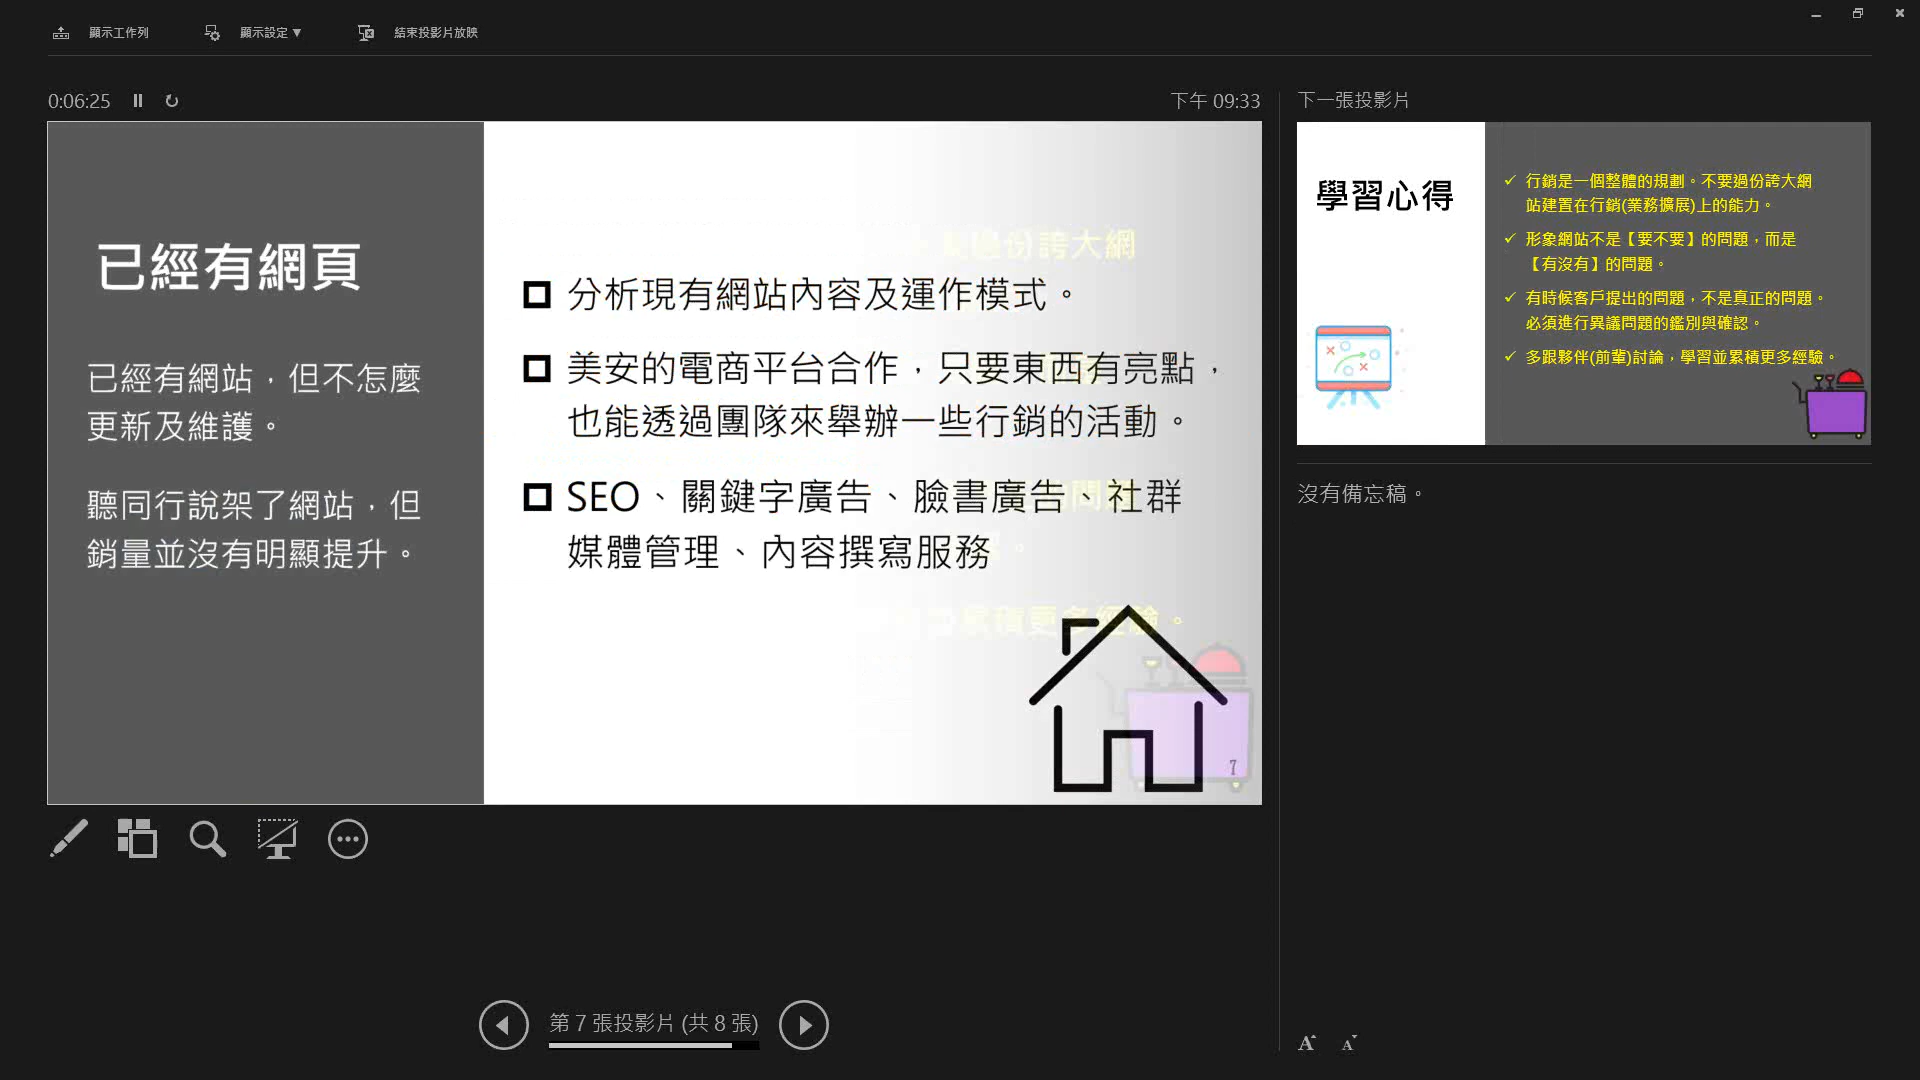 顯示工作列
顯示設定 ▼
結束投影片放映
0:06:25
下午 09:33
已經有網頁
已經有網站，但不怎麼
更新及維護。
聽同行說架了網站，但
銷量並沒有明顯提升。
分析現有網站內容及運作模式。
美安的電商平台合作，只要東西有亮點，
也能透過團隊來舉辦一些行銷的活動。
SEO、關鍵字廣告、臉書廣告、社群
媒體管理、內容撰寫服務
過份誇大網
累積更多經驗。
7
下一張投影片
學習心得
行銷是一個整體的規劃。不要過份誇大網
站建置在行銷(業務擴展)上的能力。
形象網站不是【要不要】的問題，而是
【有沒有】的問題。
有時候客戶提出的問題，不是真正的問題。
必須進行異議問題的鑑別與確認。
多跟夥伴(前輩)討論，學習並累積更多經驗。
沒有備忘稿。
第 7 張投影片 (共 8 張)
A A